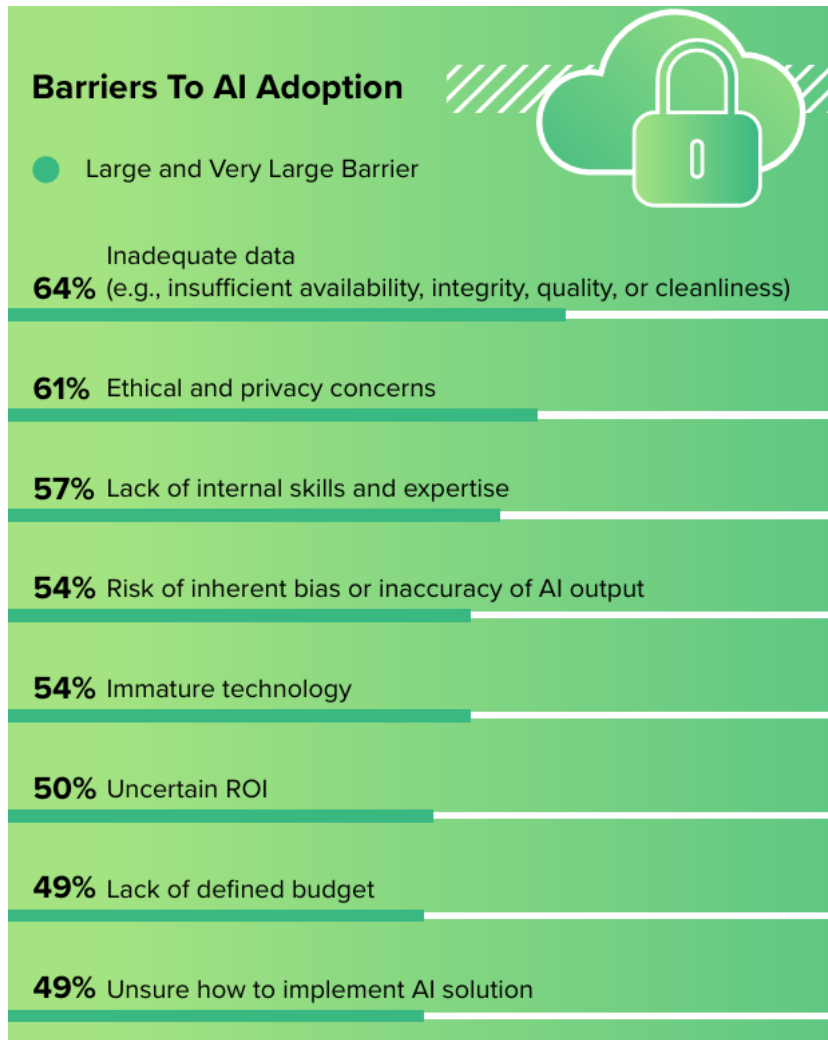 Barriers To AI Adoption
Large and Very Large Barrier
Inadequate data
64% (e.g., insufficient availability, integrity, quality, or cleanliness)
61% Ethical and privacy concerns
57% Lack of internal skills and expertise
54% Risk of inherent bias or inaccuracy of AI output
54% Immature technology
50% Uncertain ROI
49% Lack of defined budget
49% Unsure how to implement AI solution